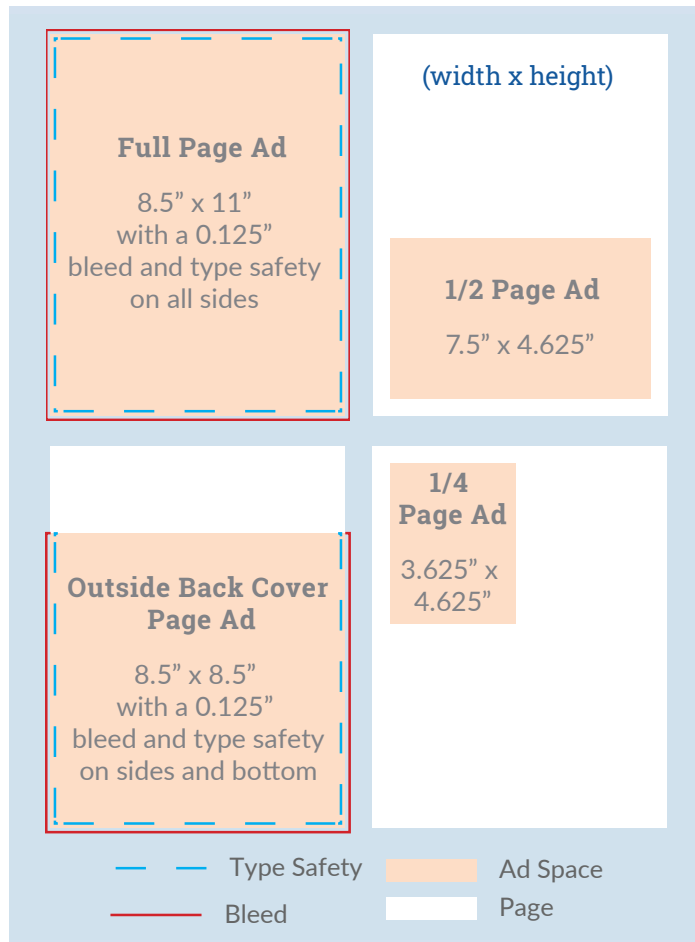 Full Page Ad
8.5” x 11”
with a 0.125”
bleed and type safety
on all sides
(width x height)
1/2 Page Ad
7.5” x 4.625”
Outside Back Cover
Page Ad
8.5” x 8.5”
with a 0.125”
bleed and type safety
on sides and bottom
1/4
Page Ad
3.625” x
4.625”
Type Safety
Ad Space
Bleed
Page